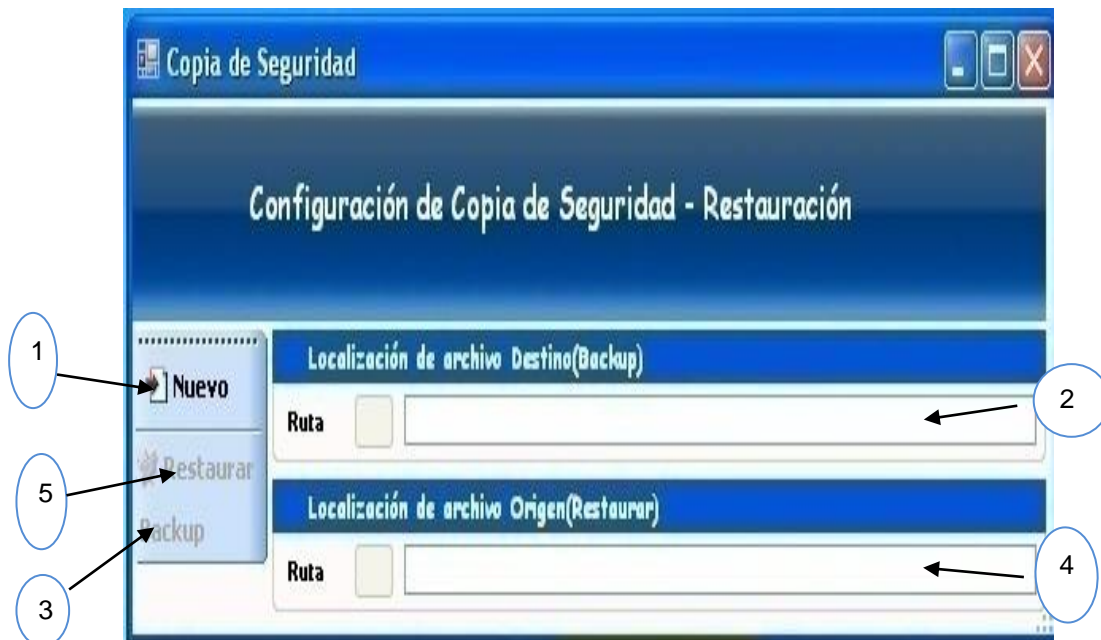 Copia de Seguridad
Configuración de Copia de Seguridad - Restauración
1
Nuevo
Localización de archivo Destino(Backup)
Ruta
2
5
Restaurar
Localización de archivo Origen(Restaurar)
3
Backup
Ruta
4